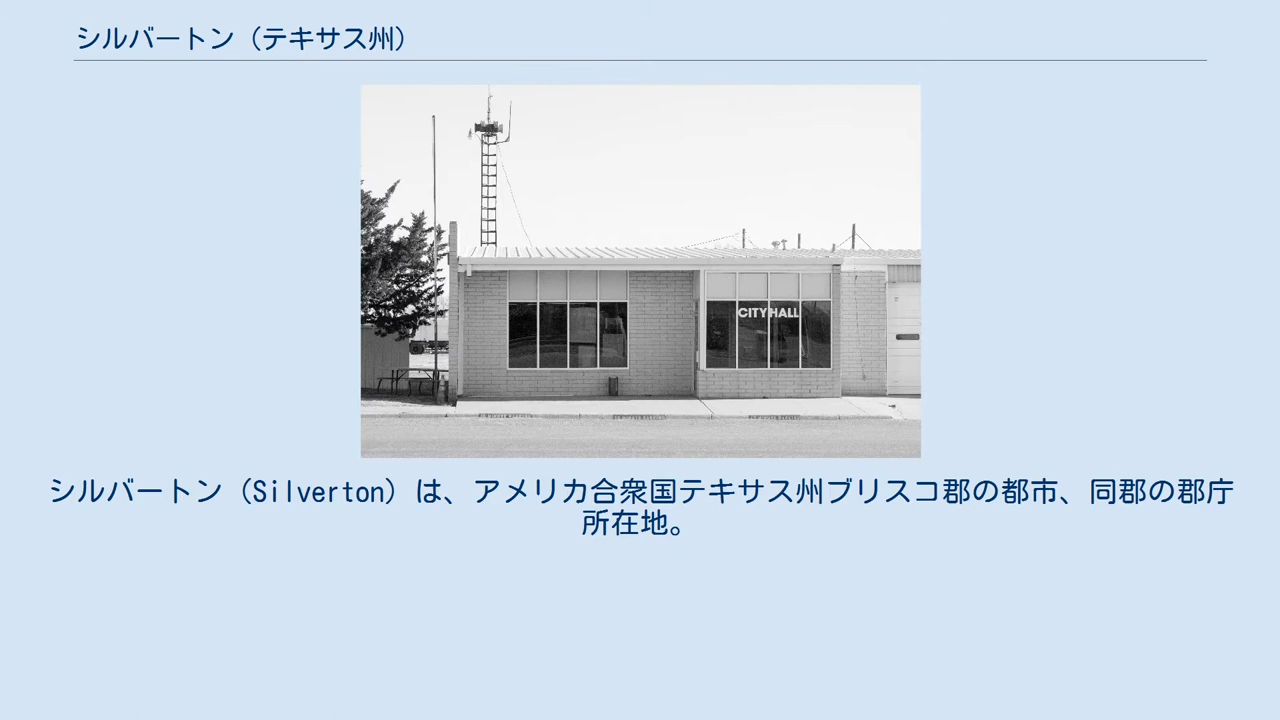 シルバートン（テキサス州）
CITY HALL
シルバートン（Silverton）は、アメリカ合衆国テキサス州ブリスコ郡の都市、同郡の郡庁
所在地。